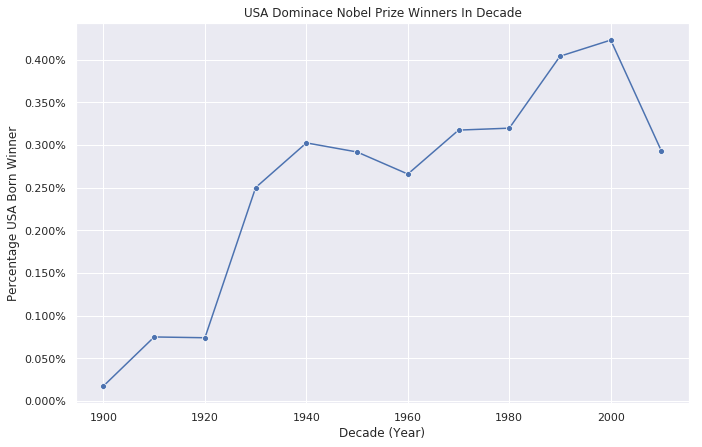 USA Dominace Nobel Prize Winners In Decade
Percentage USA Born Winner
0.400%
0.350%
0.300%
0.250%
0.200%
0.150%
0.100%
0.050%
0.000%
1900 1920 1940 1960 1980 2000
Decade (Year)